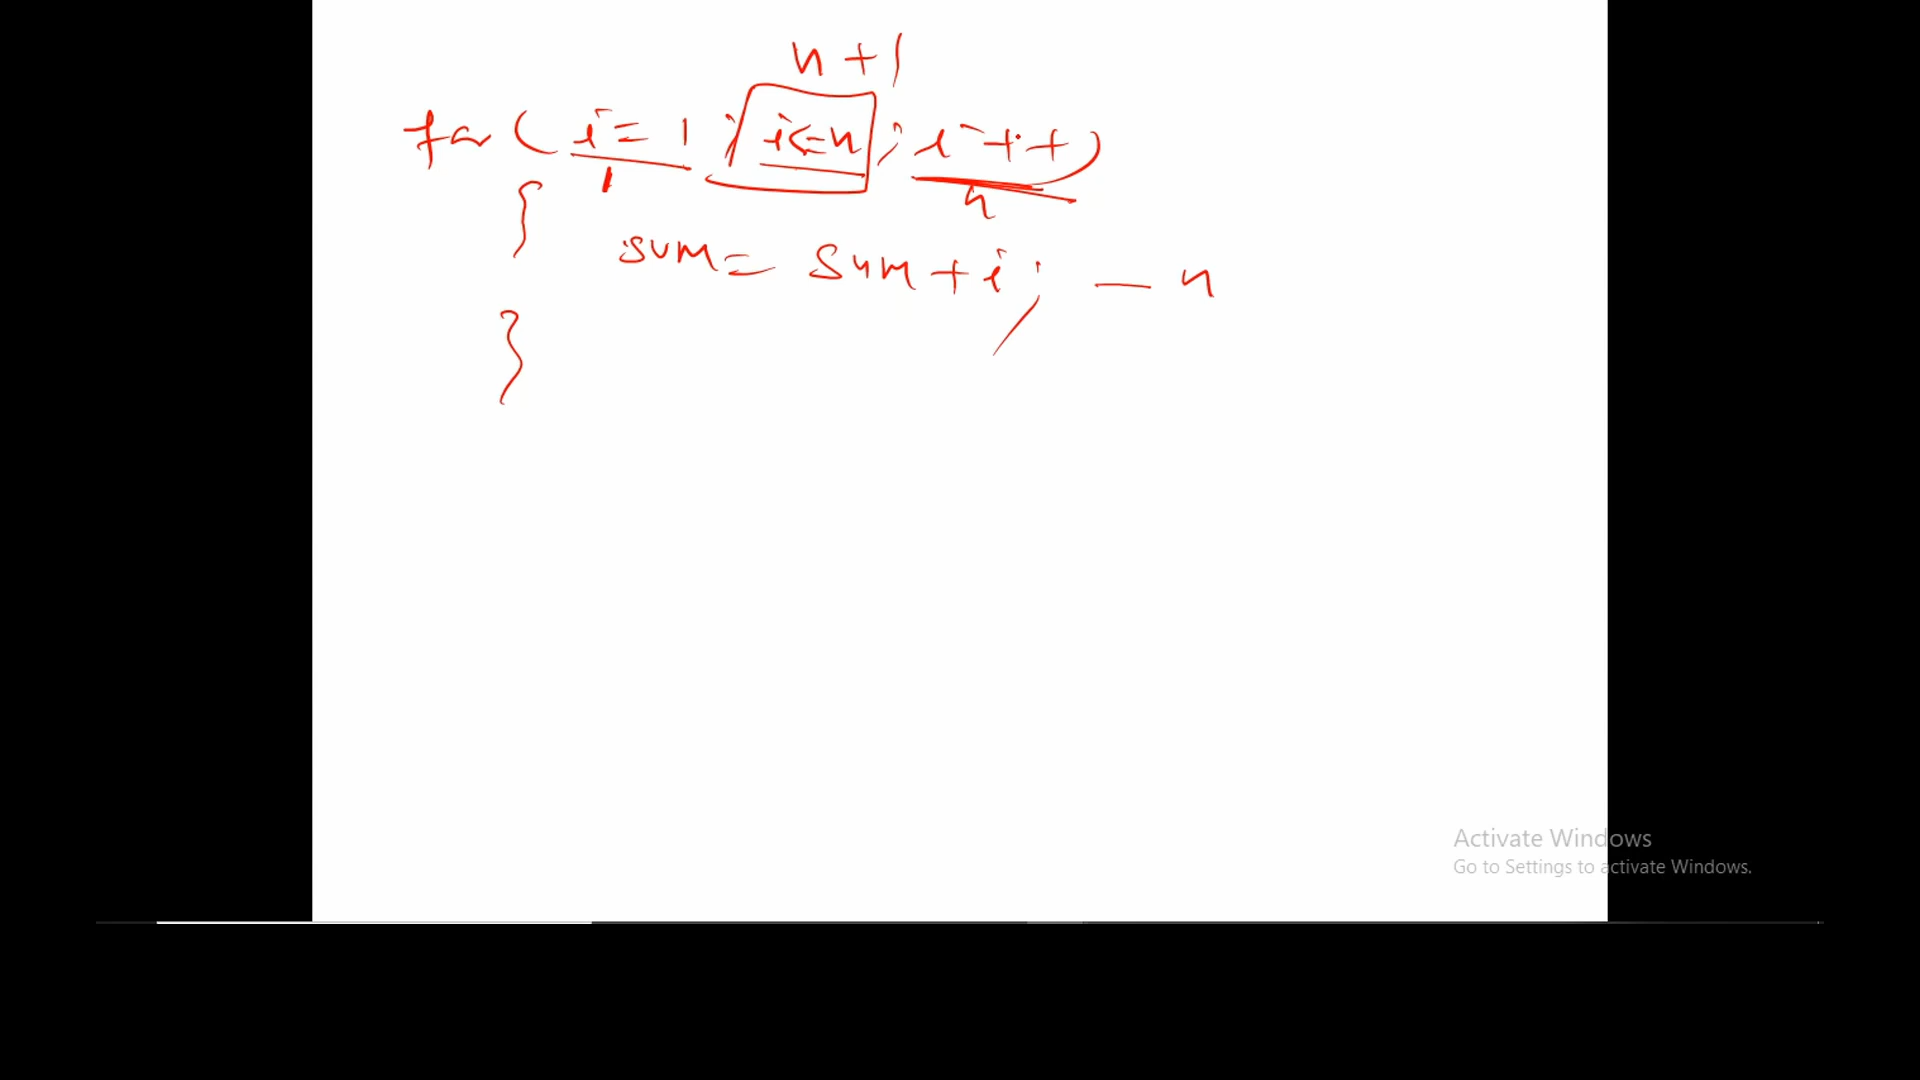 n+1
for ( i = 1 ; i<=n ; i++)
1
n
{
sum = sum + i ; — n
}
Activate Windows
Go to Settings to activate Windows.